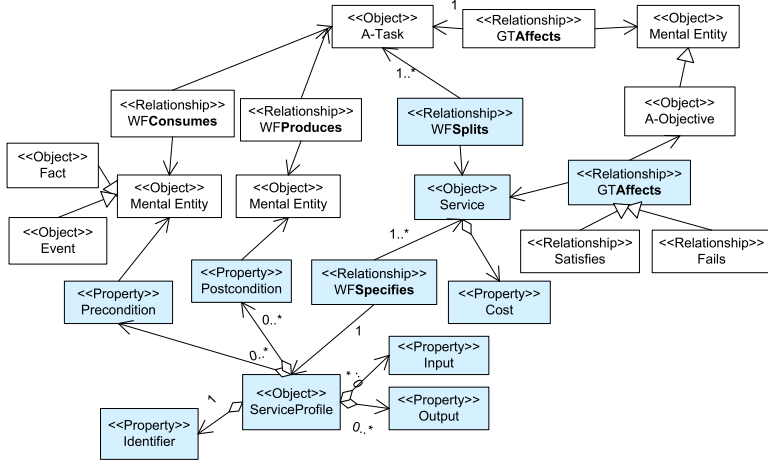 1
<<Object>>
A-Task
<<Relationship>>
GTAffects
<<Object>>
Mental Entity
1..*
<<Relationship>>
WFConsumes
<<Relationship>>
WFProduces
<<Relationship>>
WFSplits
<<Object>>
A-Objective
<<Object>>
Fact
<<Object>>
Mental Entity
<<Object>>
Mental Entity
<<Object>>
Service
<<Relationship>>
GTAffects
<<Object>>
Event
1..*
<<Relationship>>
Satisfies
<<Relationship>>
Fails
<<Property>>
Precondition
<<Property>>
Postcondition
<<Relationship>>
WFSpecifies
<<Property>>
Cost
0..*
1
0..*
<<Property>>
Input
<<Object>>
ServiceProfile
<<Property>>
Output
1
0..*
<<Property>>
Identifier